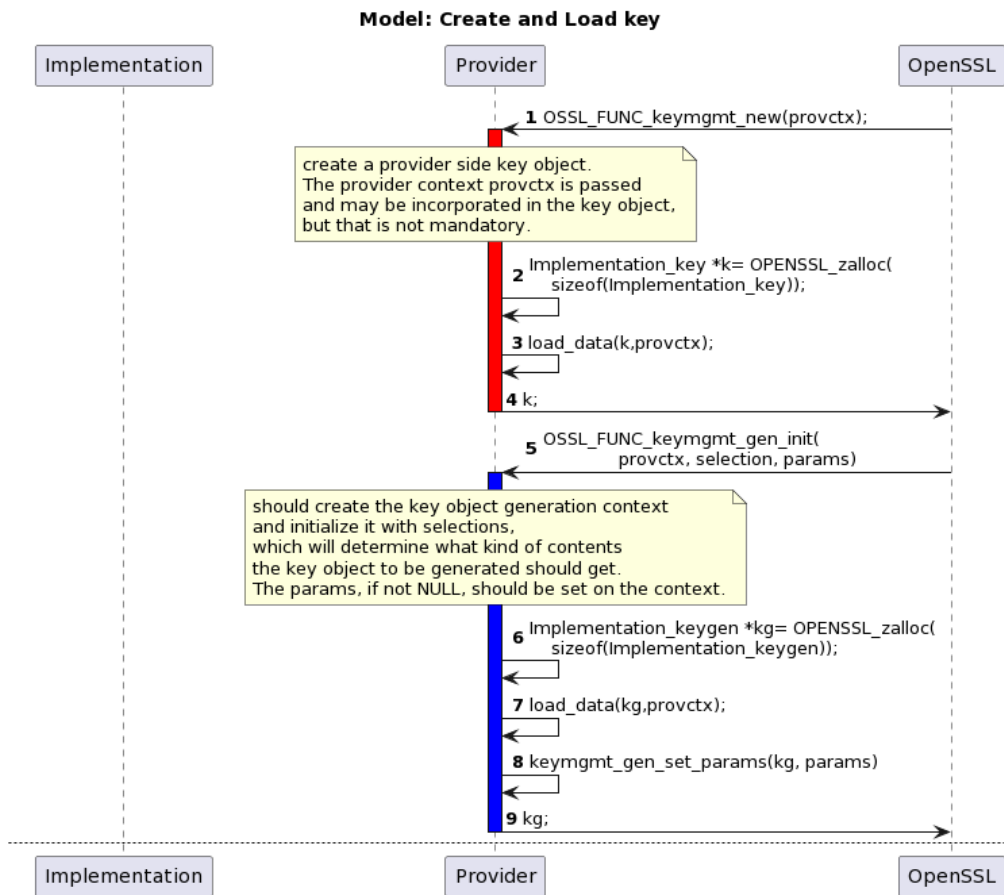 Model: Create and Load key
Implementation
Provider
OpenSSL
1 OSSL_FUNC_keymgmt_new(provctx);
create a provider side key object.
The provider context provctx is passed
and may be incorporated in the key object,
but that is not mandatory.
2 Implementation_key *k= OPENSSL_zalloc(
sizeof(Implementation_key));
3 load_data(k,provctx);
4 k;
5 OSSL_FUNC_keymgmt_gen_init(
provctx, selection, params)
should create the key object generation context
and initialize it with selections,
which will determine what kind of contents
the key object to be generated should get.
The params, if not NULL, should be set on the context.
6 Implementation_keygen *kg= OPENSSL_zalloc(
sizeof(Implementation_keygen));
7 load_data(kg,provctx);
8 keymgmt_gen_set_params(kg, params)
9 kg;
Implementation
Provider
OpenSSL